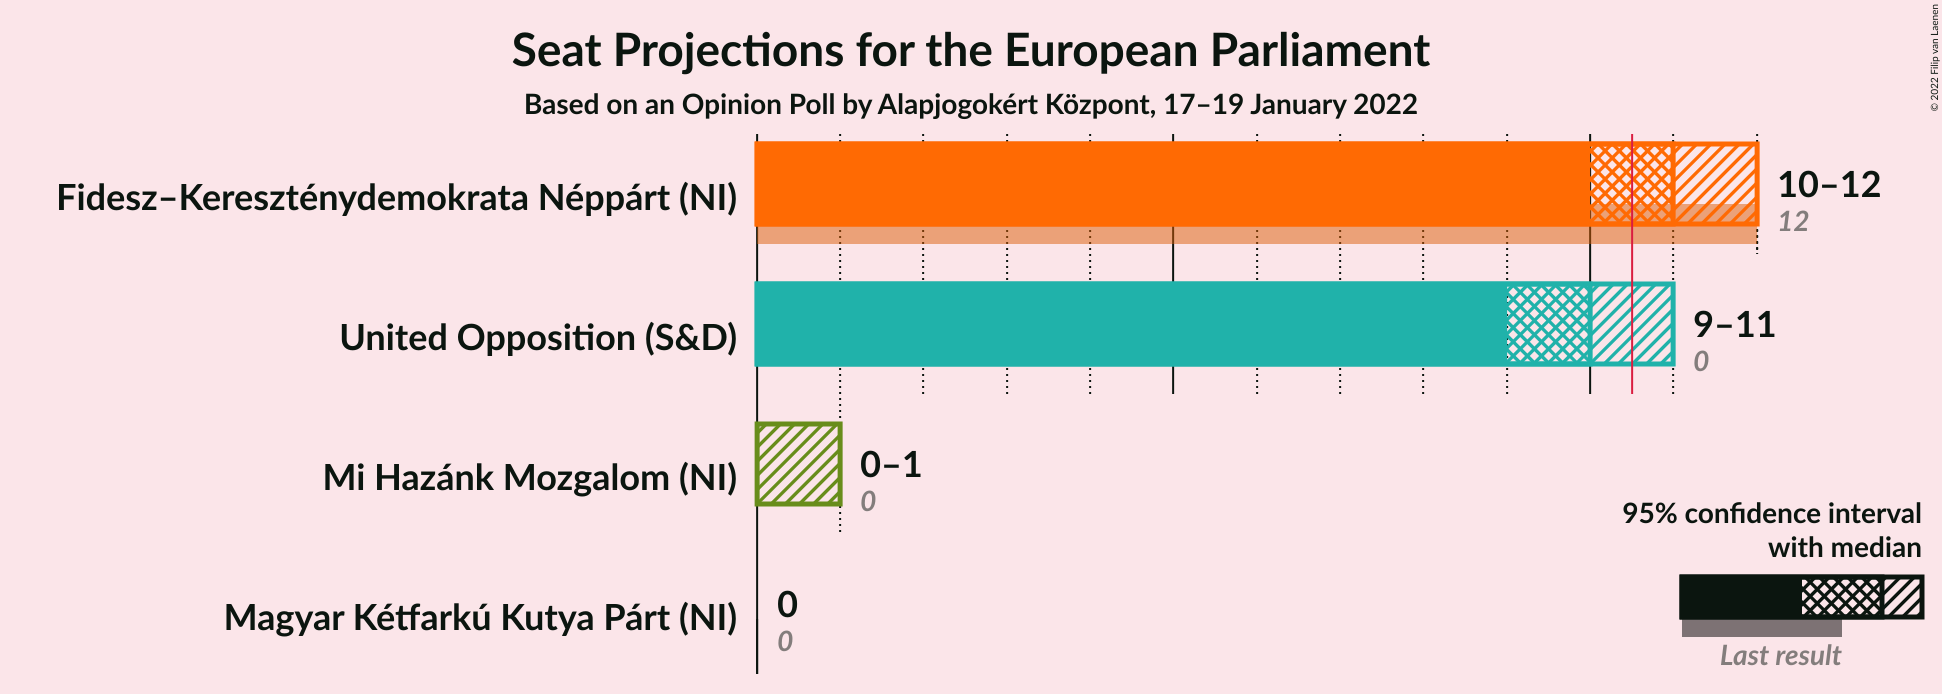 Seat Projections for the European Parliament
Based on an Opinion Poll by Alapjogokért Központ, 17–19 January 2022
© 2022 Filip van Laenen
Fidesz–Kereszténydemokrata Néppárt (NI)
10–12
12
United Opposition (S&D)
9–11
0
Mi Hazánk Mozgalom (NI)
0–1
0
Magyar Kétfarkú Kutya Párt (NI)
0
0
95% confidence interval
with median
Last result